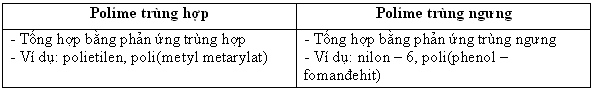 Polime trùng hợp
Polime trùng ngưng
- Tổng hợp bằng phản ứng trùng hợp
- Ví dụ: polietilen, poli(metyl metarylat)
- Tổng hợp bằng phản ứng trùng ngưng
- Ví dụ: nilon – 6, poli(phenol –
fomanđehit)